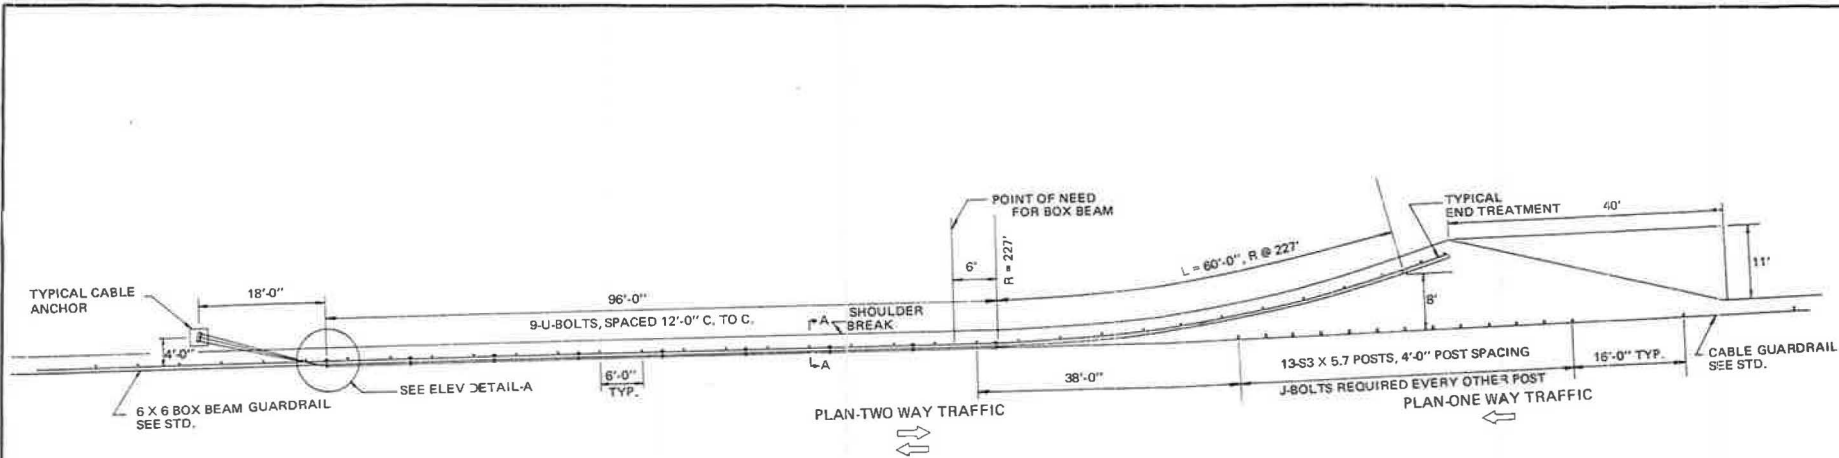 POINT OF NEED
FOR BOX BEAM
TYPICAL
END TREATMENT
40'
11'
R = 227'
6'
L = 60'-0", R @ 227'
TYPICAL CABLE
ANCHOR
18'-0"
96'-0"
9-U-BOLTS, SPACED 12'-0" C. TO C.
A
SHOULDER
BREAK
8'
4'-0"
A
SEE ELEV DETAIL-A
6'-0"
TYP.
38'-0"
13-S3 X 5.7 POSTS, 4'-0" POST SPACING
16'-0" TYP.
CABLE GUARDRAIL
SEE STD.
J-BOLTS REQUIRED EVERY OTHER POST
6 X 6 BOX BEAM GUARDRAIL
SEE STD.
PLAN-TWO WAY TRAFFIC
PLAN-ONE WAY TRAFFIC